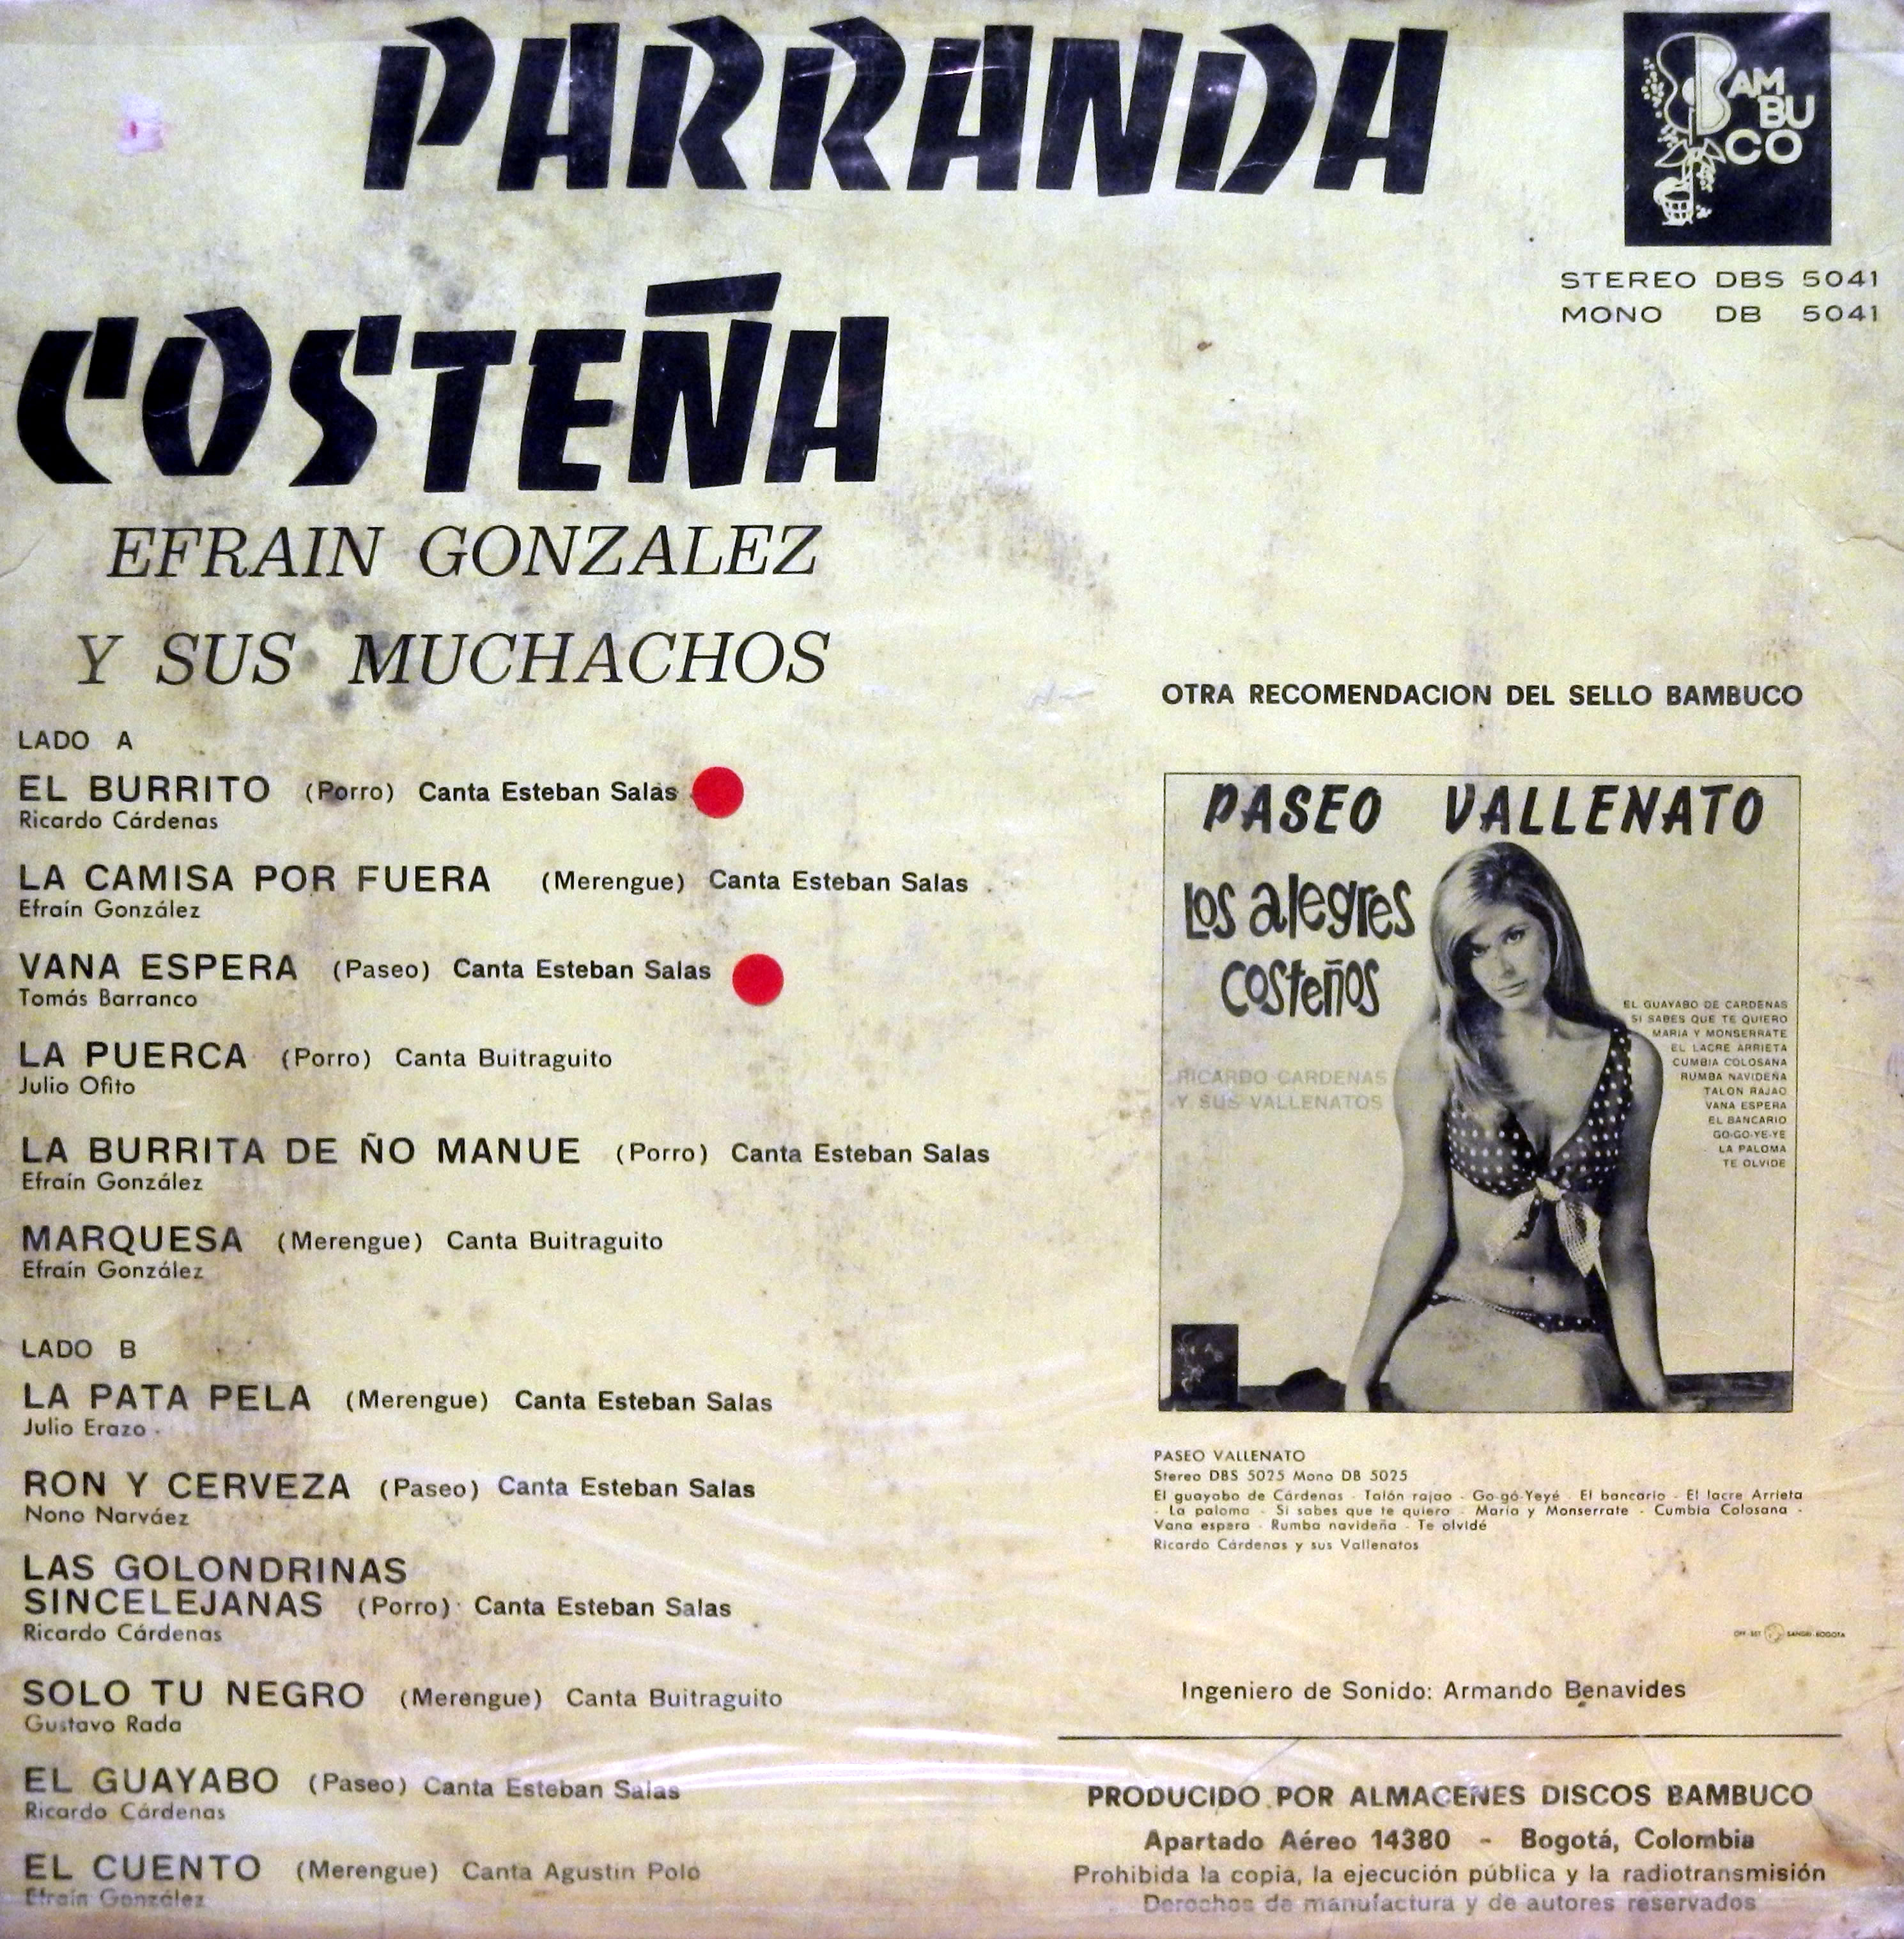 PARRANDA
COSTEÑA
BAMBUCO
STEREO DBS 5041
MONO DB 5041
EFRAIN GONZALEZ
Y SUS MUCHACHOS
LADO A
EL BURRITO (Porro) Canta Esteban Salas
Ricardo Cárdenas
LA CAMISA POR FUERA (Merengue) Canta Esteban Salas
Efraín González
VANA ESPERA (Paseo) Canta Esteban Salas
Tomás Barranco
LA PUERCA (Porro) Canta Buitraguito
Julio Ofito
LA BURRITA DE ÑO MANUE (Porro) Canta Esteban Salas
Efraín González
MARQUESA (Merengue) Canta Buitraguito
Efraín González
LADO B
LA PATA PELA (Merengue) Canta Esteban Salas
Julio Erazo
RON Y CERVEZA (Paseo) Canta Esteban Salas
Nono Narváez
LAS GOLONDRINAS
SINCELEJANAS (Porro) Canta Esteban Salas
Ricardo Cárdenas
SOLO TU NEGRO (Merengue) Canta Buitraguito
Gustavo Rada
EL GUAYABO (Paseo) Canta Esteban Salas
Ricardo Cárdenas
EL CUENTO (Merengue) Canta Agustin Polo
Efraín González
OTRA RECOMENDACION DEL SELLO BAMBUCO
PASEO VALLENATO
Los alegres
costeños
RICARDO CARDENAS
Y SUS VALLENATOS
EL GUAYABO DE CARDENAS
SI SABES QUE TE QUIERO
MARIA Y MONSERRATE
EL LACRE ARRIETA
CUMBIA COLOSANA
RUMBA NAVIDEÑA
TALON RAJAO
VANA ESPERA
EL BANCARIO
GO-GO-YE-YE
LA PALOMA
TE OLVIDE
PASEO VALLENATO
Stereo DBS 5025 Mono DB 5025
El guayabo de Cárdenas - Talón rajao - Go-gó-Yeyé - El bancario - El lacre Arrieta
- La paloma - Si sabes que te quiero - María y Monserrate - Cumbia Colosana -
Vana espera - Rumba navideña - Te olvidé
Ricardo Cárdenas y sus Vallenatos
OFF-SET SANDRI-BOGOTA
Ingeniero de Sonido: Armando Benavides
PRODUCIDO POR ALMACENES DISCOS BAMBUCO
Apartado Aéreo 14380 - Bogotá, Colombia
Prohibida la copia, la ejecución pública y la radiotransmisión
Derechos de manufactura y de autores reservados